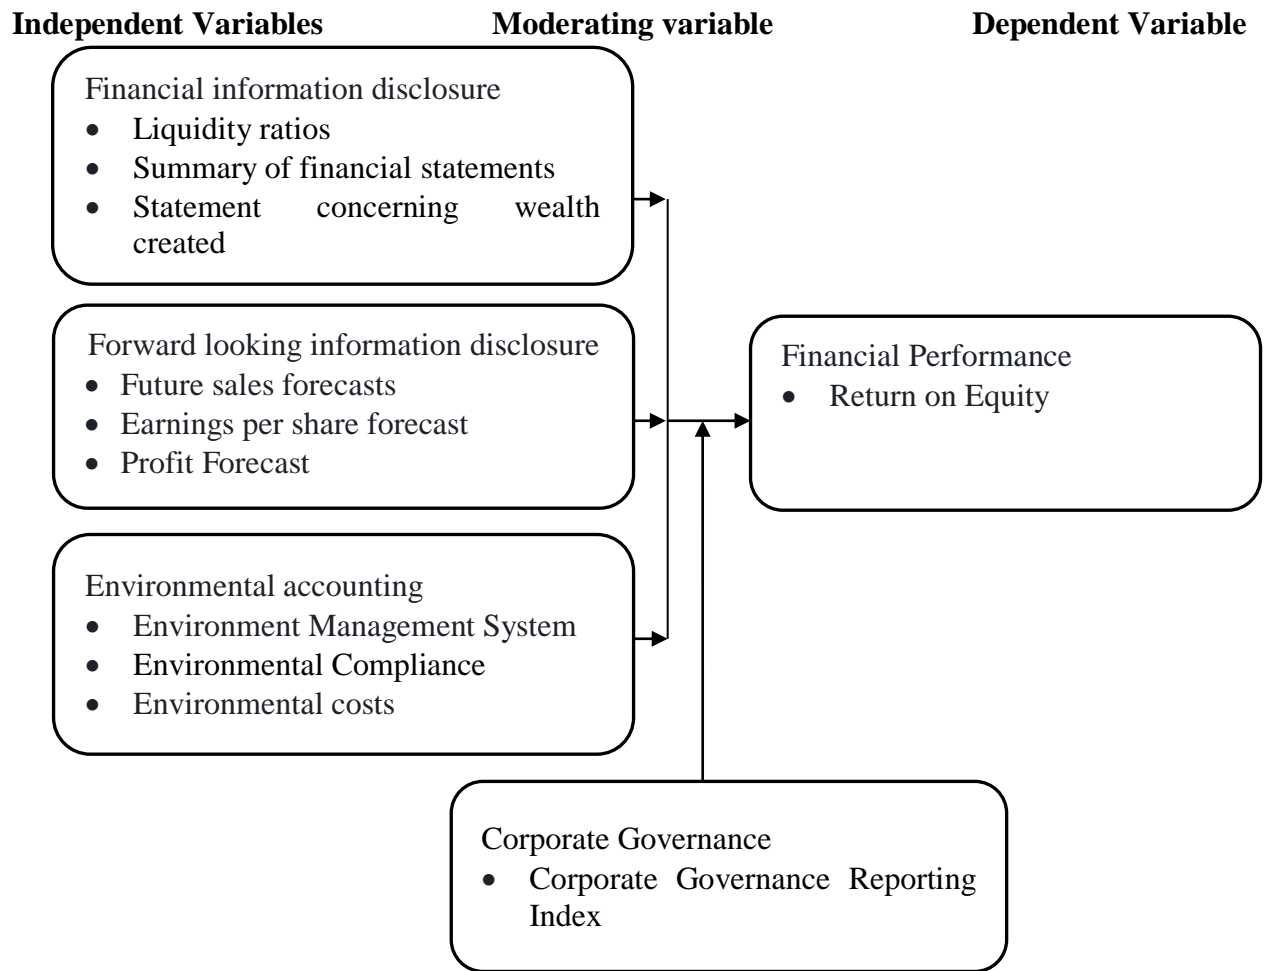 Independent Variables Moderating variable Dependent Variable
Financial information disclosure
• Liquidity ratios
• Summary of financial statements
• Statement concerning wealth
created
Forward looking information disclosure
• Future sales forecasts
• Earnings per share forecast
• Profit Forecast
Financial Performance
• Return on Equity
Environmental accounting
• Environment Management System
• Environmental Compliance
• Environmental costs
Corporate Governance
• Corporate Governance Reporting
Index